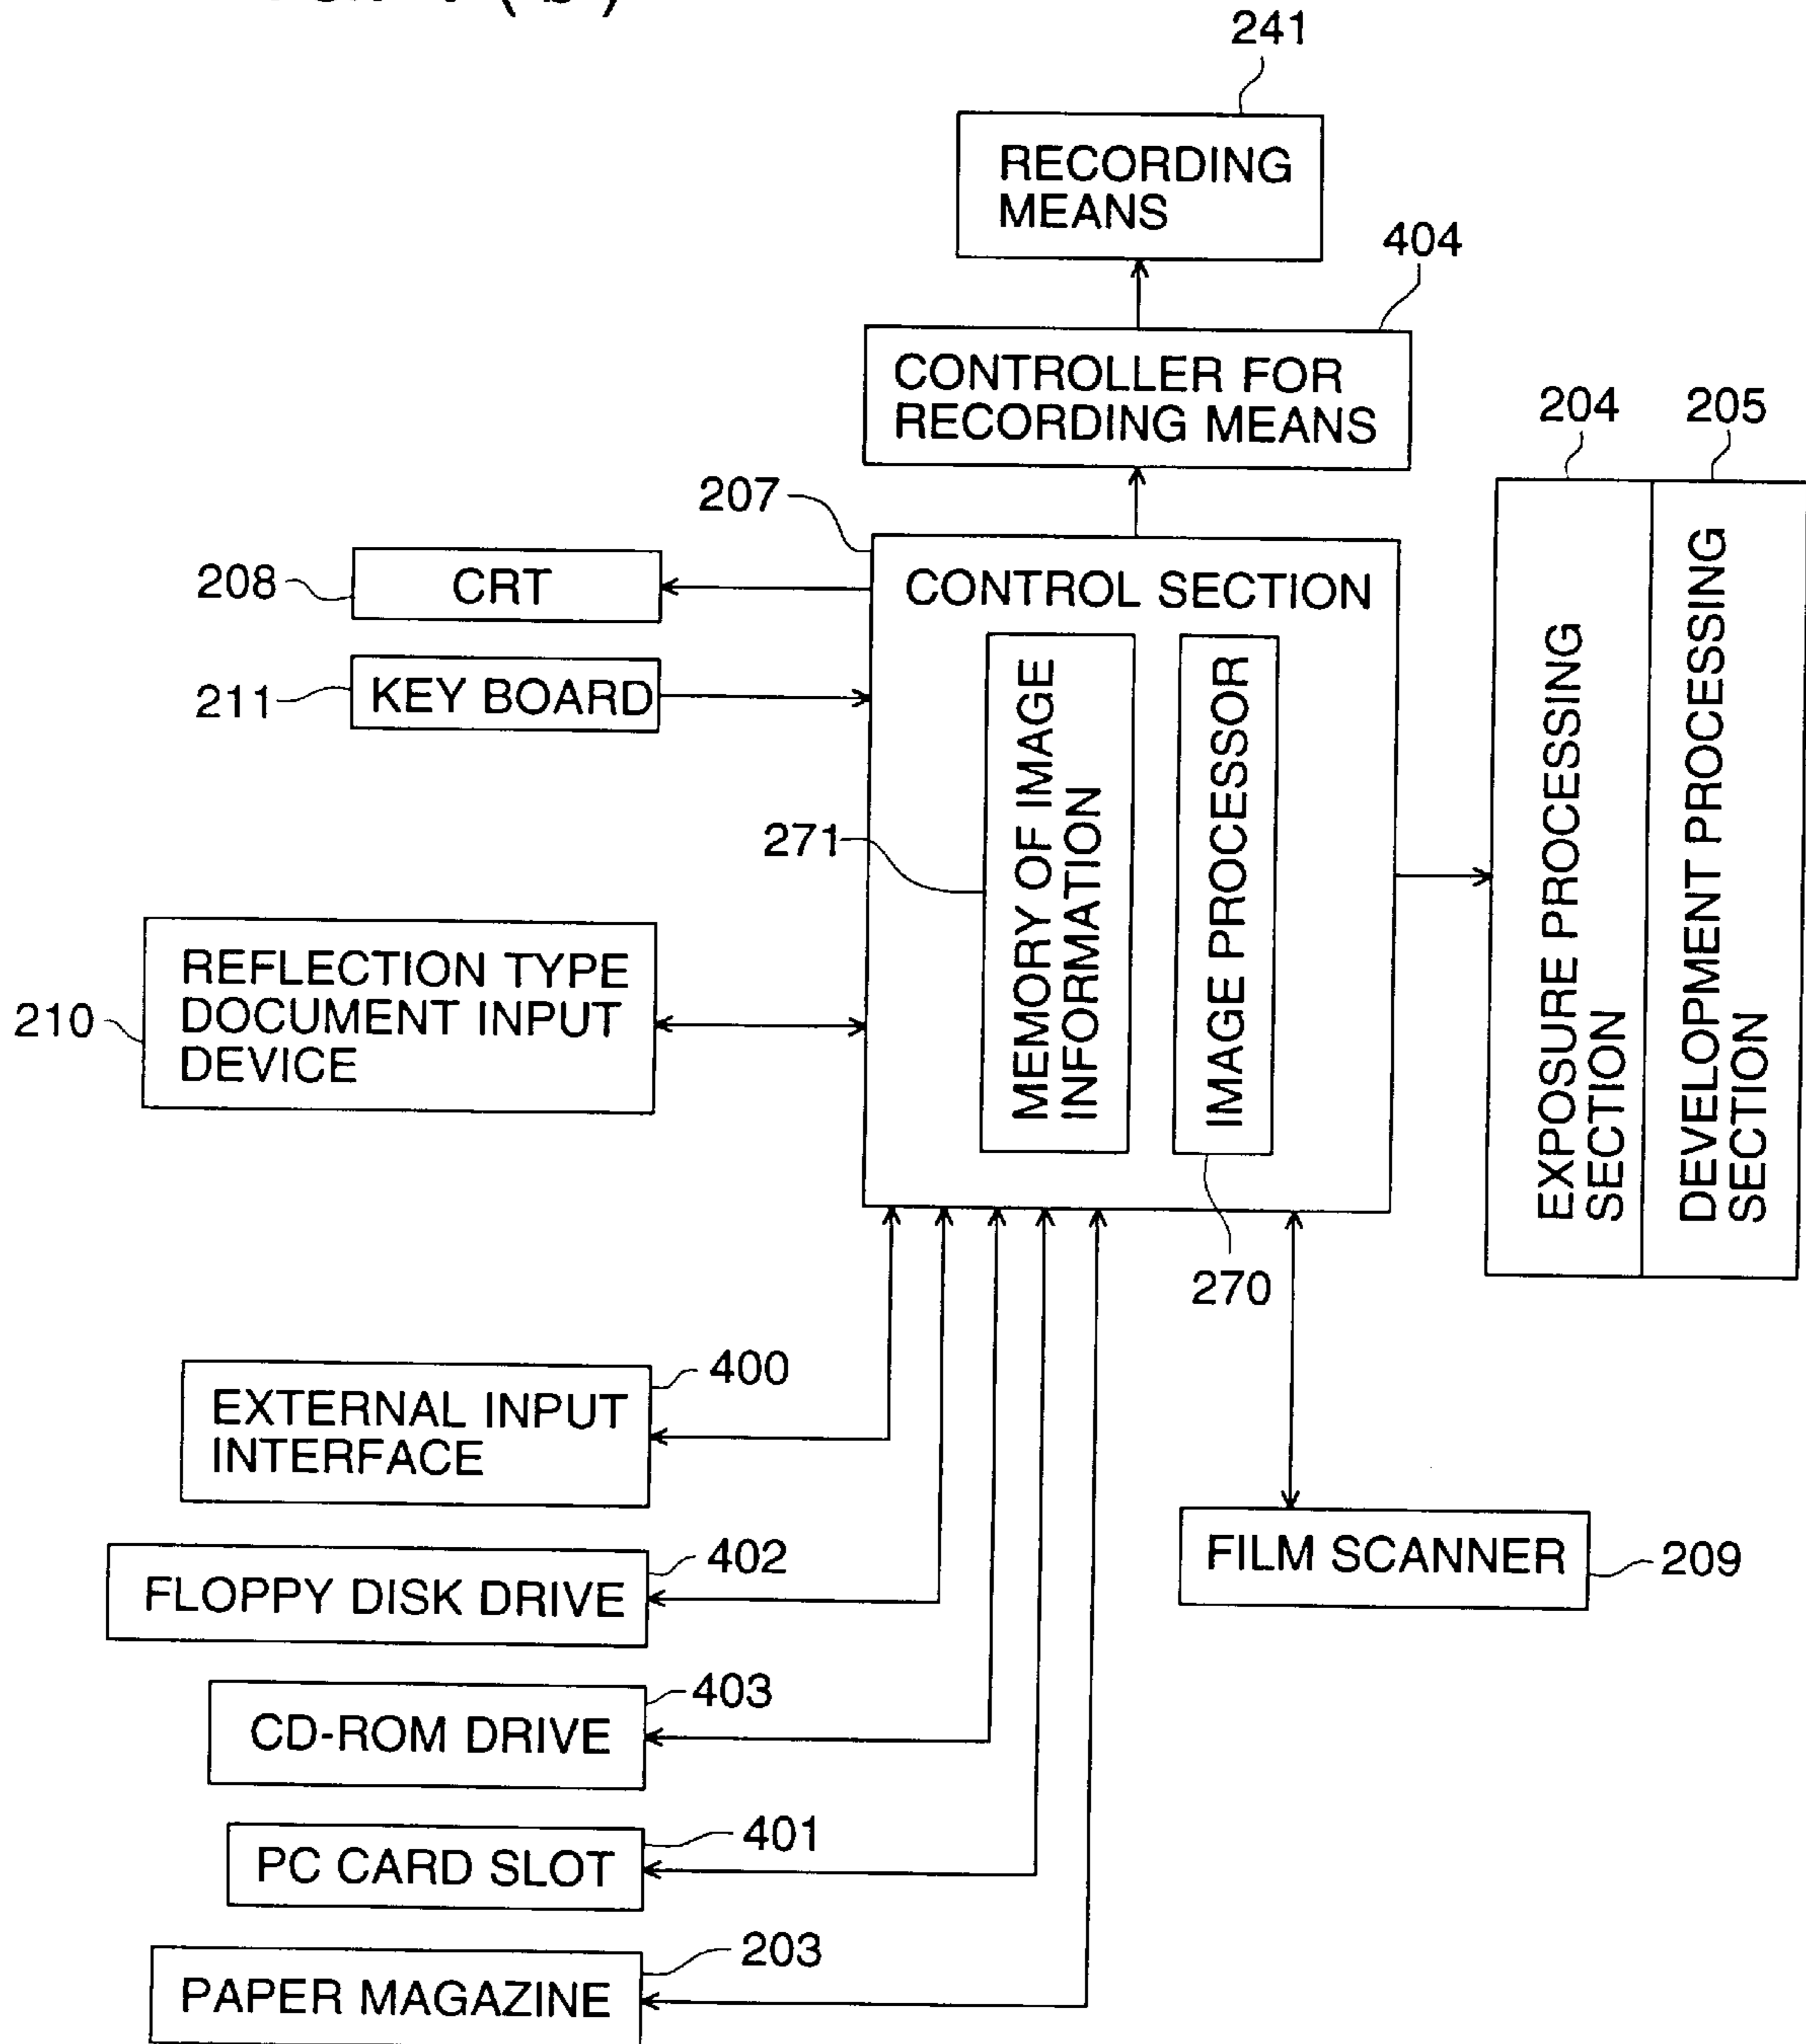 ( b )
241
RECORDING
MEANS
404
CONTROLLER FOR
RECORDING MEANS
204
205
207
208
CRT
CONTROL SECTION
211
KEY BOARD
271
MEMORY OF IMAGE
INFORMATION
IMAGE PROCESSOR
EXPOSURE PROCESSING
SECTION
DEVELOPMENT PROCESSING
SECTION
210
REFLECTION TYPE
DOCUMENT INPUT
DEVICE
270
400
EXTERNAL INPUT
INTERFACE
402
FLOPPY DISK DRIVE
FILM SCANNER
209
403
CD-ROM DRIVE
401
PC CARD SLOT
203
PAPER MAGAZINE